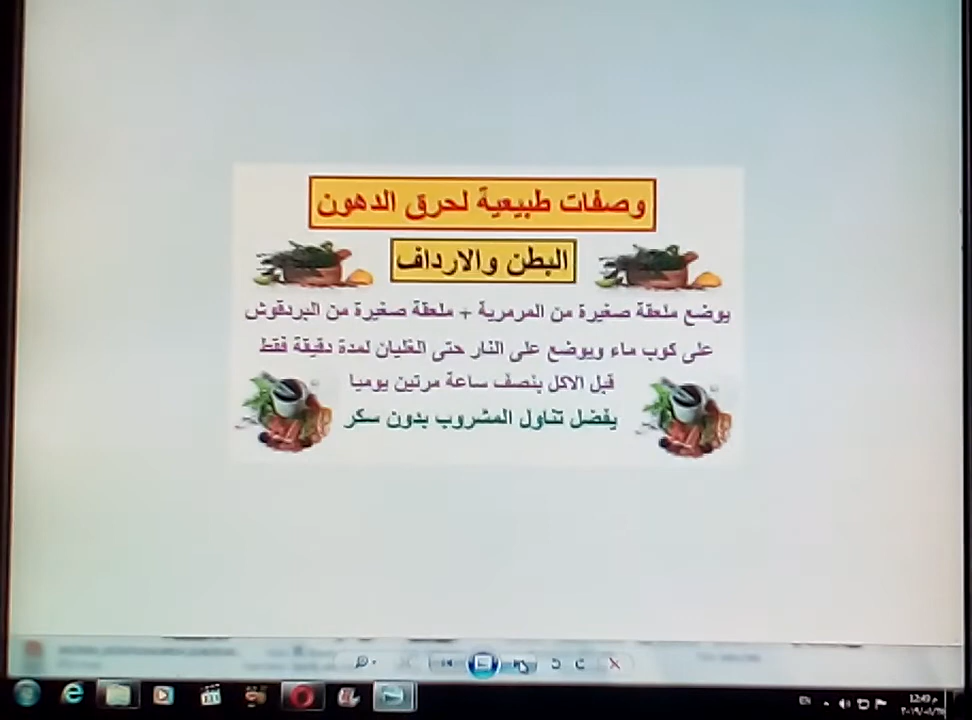 وصفات طبيعية لحرق الدهون
البطن والارداف
يوضع ملعقة صغيرة من المرمرية + ملعقة صغيرة من البردقوش
على كوب ماء ويوضع على النار حتى الغليان لمدة دقيقة فقط
قبل الاكل بنصف ساعة مرتين يوميا
يفضل تناول المشروب بدون سكر
EN